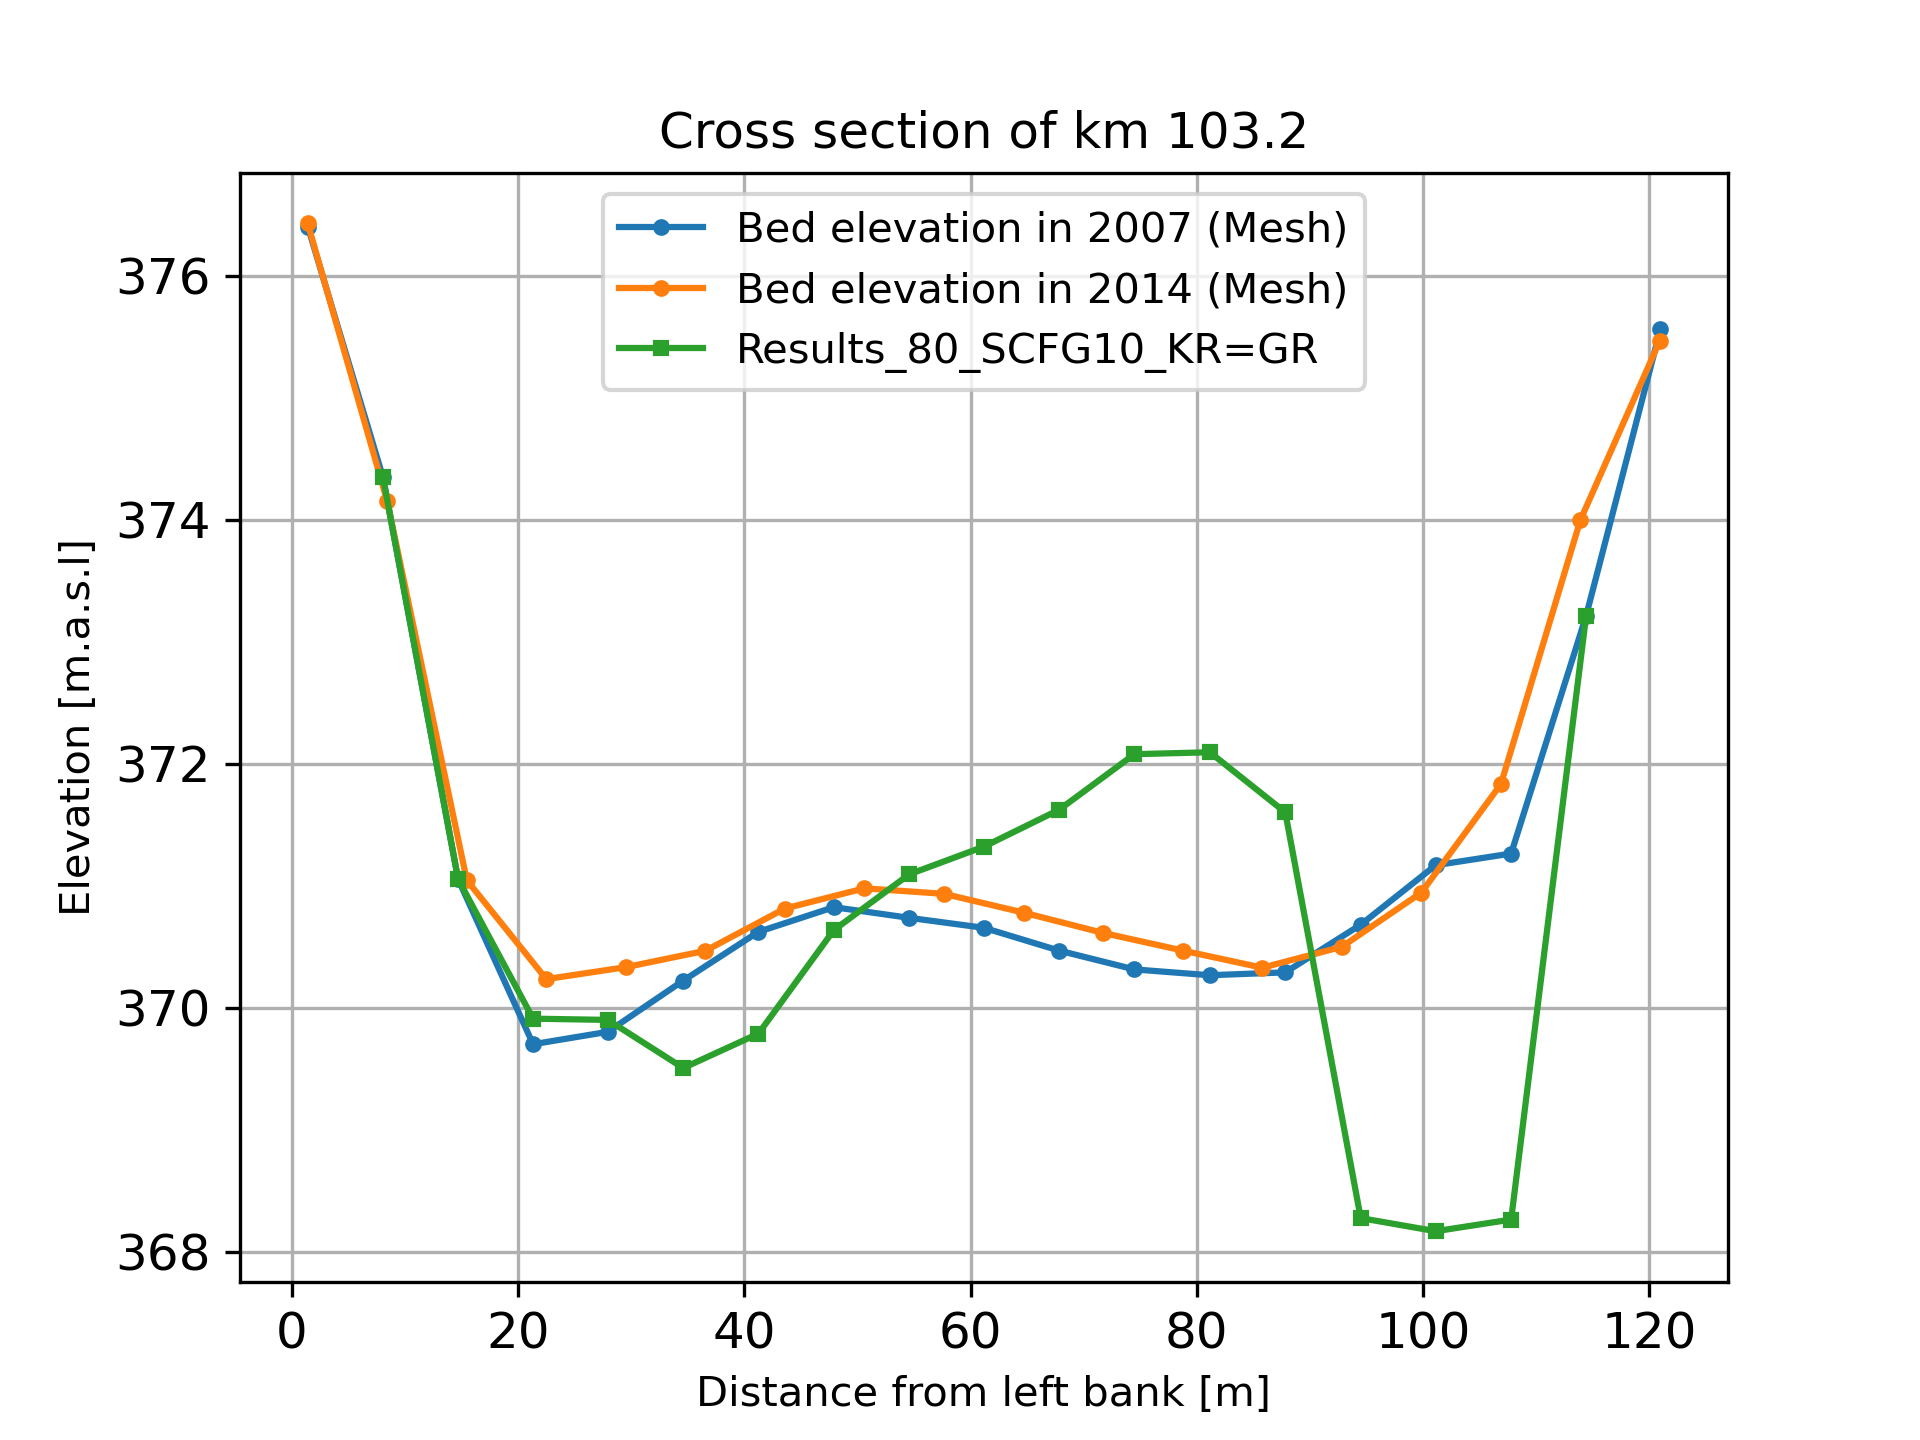 Cross section of km 103.2
Bed elevation in 2007 (Mesh)
Bed elevation in 2014 (Mesh)
Results_80_SCFG10_KR=GR
Elevation [m.a.s.l]
376
374
372
370
368
0 20 40 60 80 100 120
Distance from left bank [m]